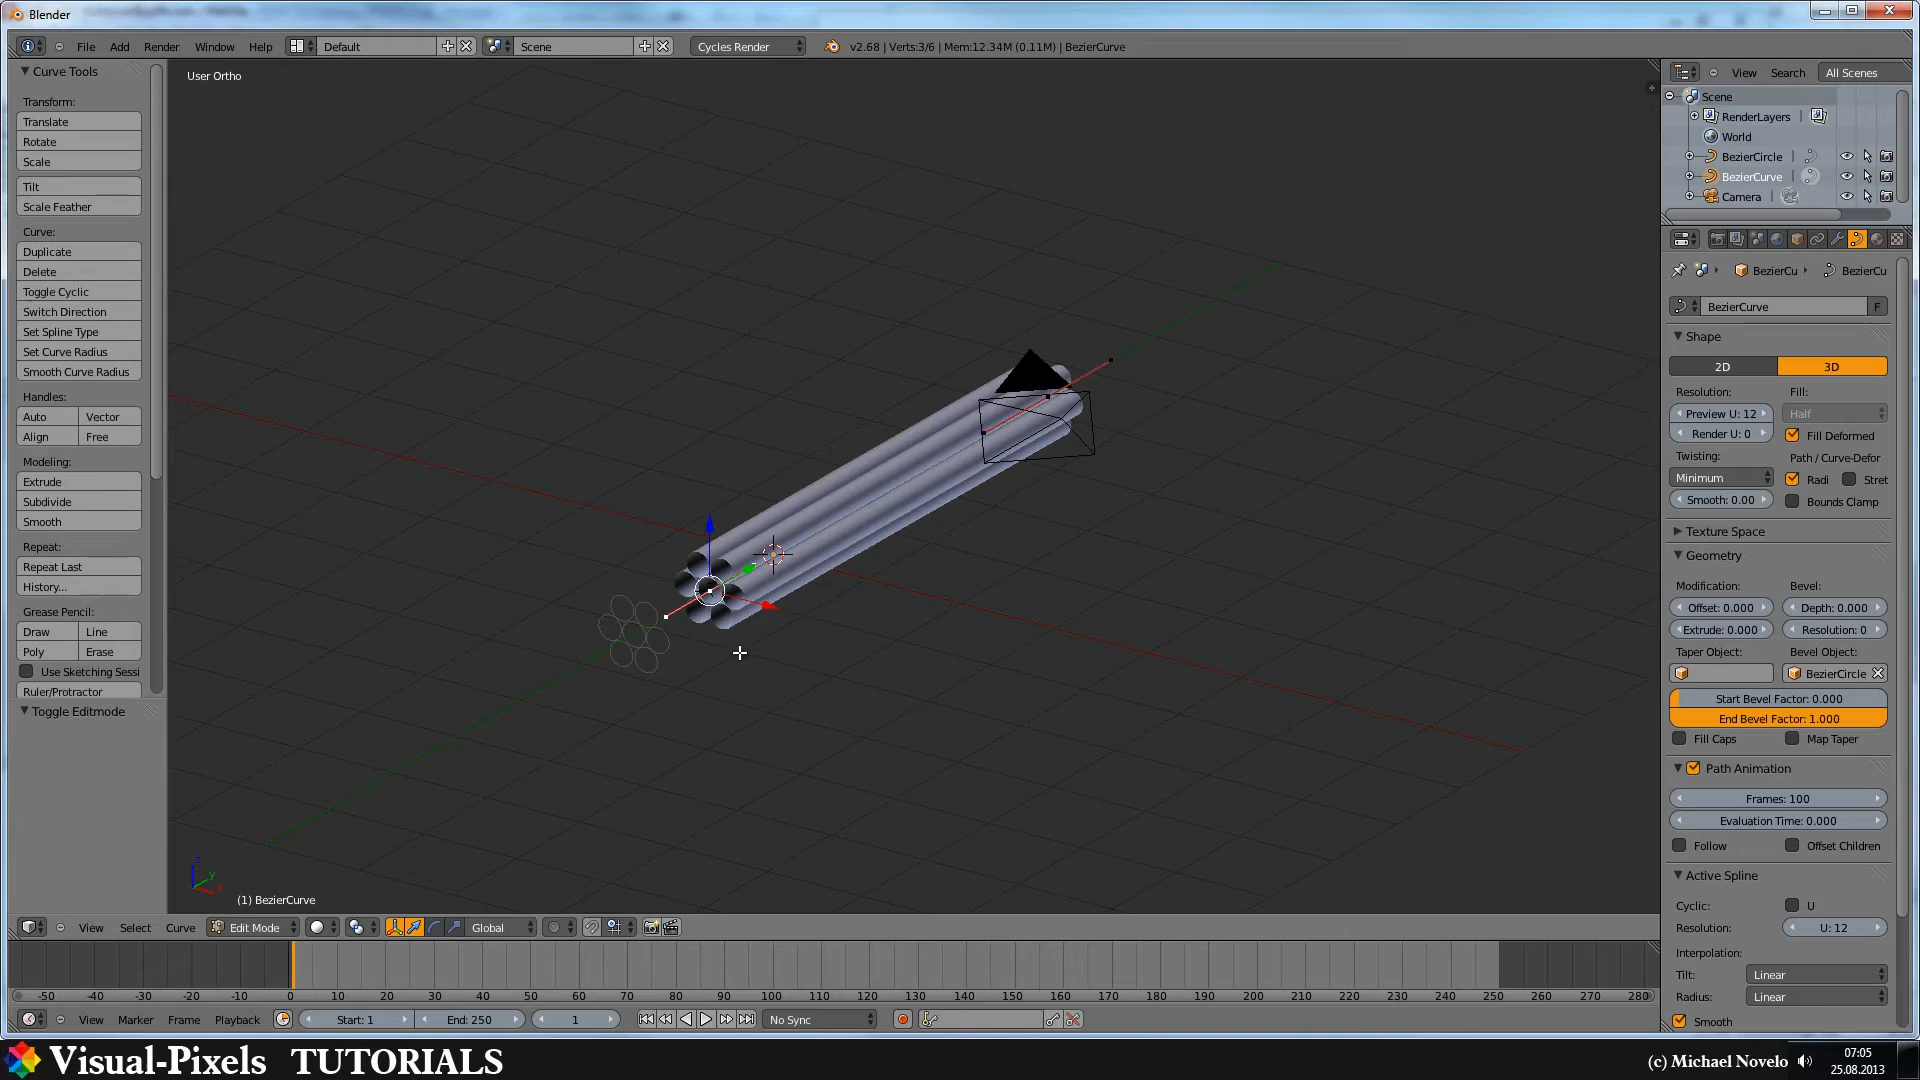 Blender
File Add Render Window Help Default Scene Cycles Render v2.68 | Verts:3/6 | Mem:12.34M (0.11M) | BezierCurve
Curve Tools
Transform:
Translate
Rotate
Scale
Tilt
Scale Feather
Curve:
Duplicate
Delete
Toggle Cyclic
Switch Direction
Set Spline Type
Set Curve Radius
Smooth Curve Radius
Handles:
Auto Vector
Align Free
Modeling:
Extrude
Subdivide
Smooth
Repeat:
Repeat Last
History...
Grease Pencil:
Draw Line
Poly Erase
Use Sketching Sessi
Ruler/Protractor
Toggle Editmode
User Ortho
z
y
x
(1) BezierCurve
View Search All Scenes
Scene
RenderLayers
World
BezierCircle
BezierCurve
Camera
BezierCu BezierCu
BezierCurve F
Shape
2D 3D
Resolution: Fill:
Preview U: 12 Half
Render U: 0 Fill Deformed
Twisting: Path / Curve-Defor
Minimum Radi Stret
Smooth: 0.00 Bounds Clamp
Texture Space
Geometry
Modification: Bevel:
Offset: 0.000 Depth: 0.000
Extrude: 0.000 Resolution: 0
Taper Object: Bevel Object:
BezierCircle
Start Bevel Factor: 0.000
End Bevel Factor: 1.000
Fill Caps Map Taper
Path Animation
Frames: 100
Evaluation Time: 0.000
Follow Offset Children
Active Spline
Cyclic: U
Resolution: U: 12
Interpolation:
Tilt: Linear
Radius: Linear
Smooth
View Select Curve Edit Mode Global
-50 -40 -30 -20 -10 0 10 20 30 40 50 60 70 80 90 100 110 120 130 140 150 160 170 180 190 200 210 220 230 240 250 260 270 280
View Marker Frame Playback Start: 1 End: 250 1 No Sync
Visual-Pixels TUTORIALS
(c) Michael Novelo
07:05
25.08.2013